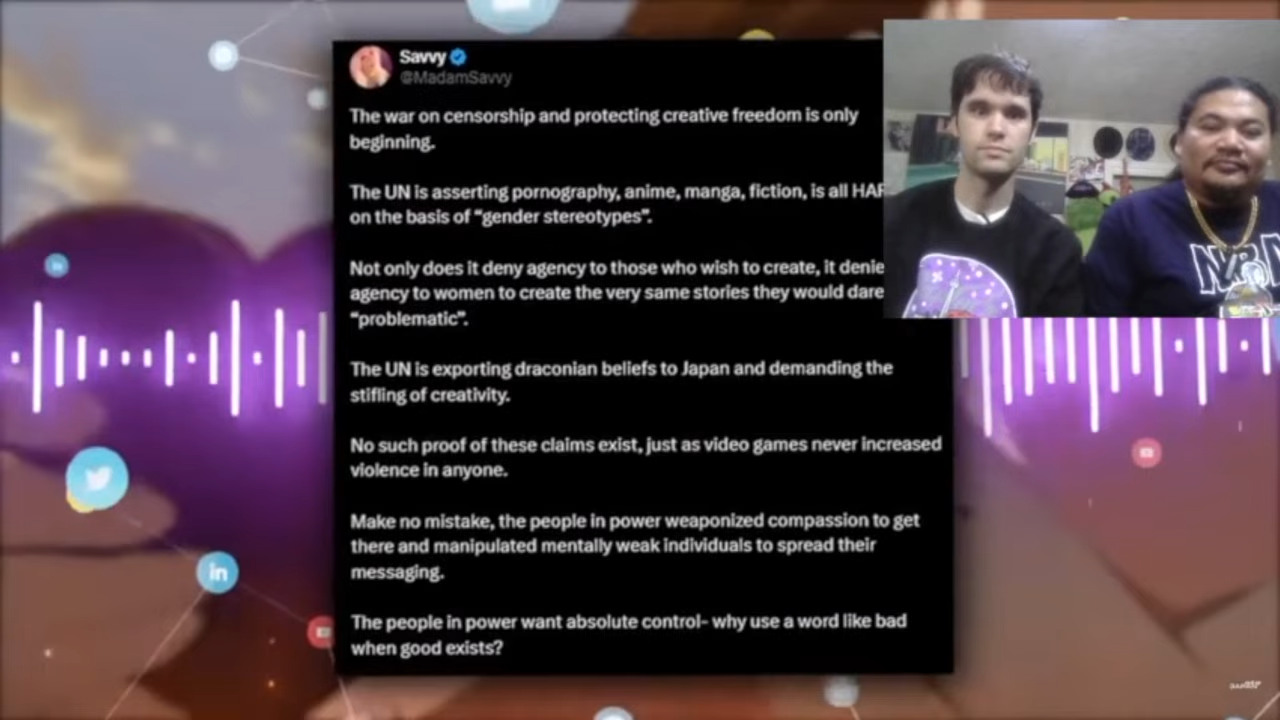 Savvy
@MadamSavvy
The war on censorship and protecting creative freedom is only
beginning.
The UN is asserting pornography, anime, manga, fiction, is all
on the basis of “gender stereotypes”.
Not only does it deny agency to those who wish to create, it denie
agency to women to create the very same stories they would dare
“problematic”.
The UN is exporting draconian beliefs to Japan and demanding the
stifling of creativity.
No such proof of these claims exist, just as video games never increased
violence in anyone.
Make no mistake, the people in power weaponized compassion to get
there and manipulated mentally weak individuals to spread their
messaging.
The people in power want absolute control- why use a word like bad
when good exists?
in